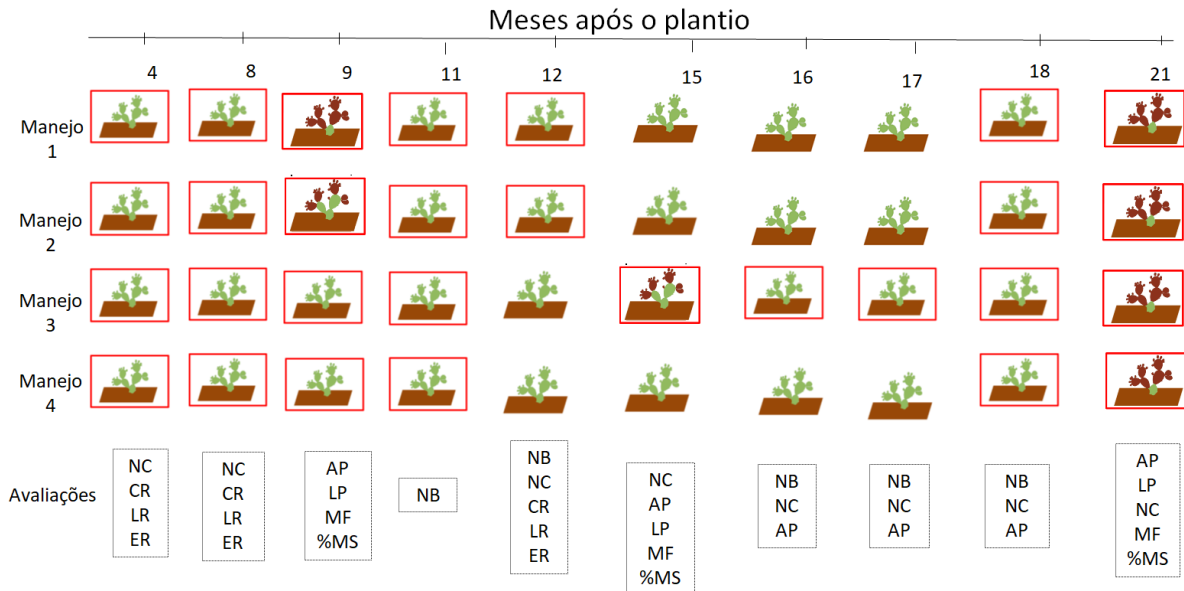 Meses após o plantio
4 8 9 11 12 15 16 17 18 21
Manejo
1
Manejo
2
Manejo
3
Manejo
4
Avaliações
NC
CR
LR
ER
NC
CR
LR
ER
AP
LP
MF
%MS
NB
NB
NC
CR
LR
ER
NC
AP
LP
MF
%MS
NB
NC
AP
NB
NC
AP
NB
NC
AP
AP
LP
NC
MF
%MS